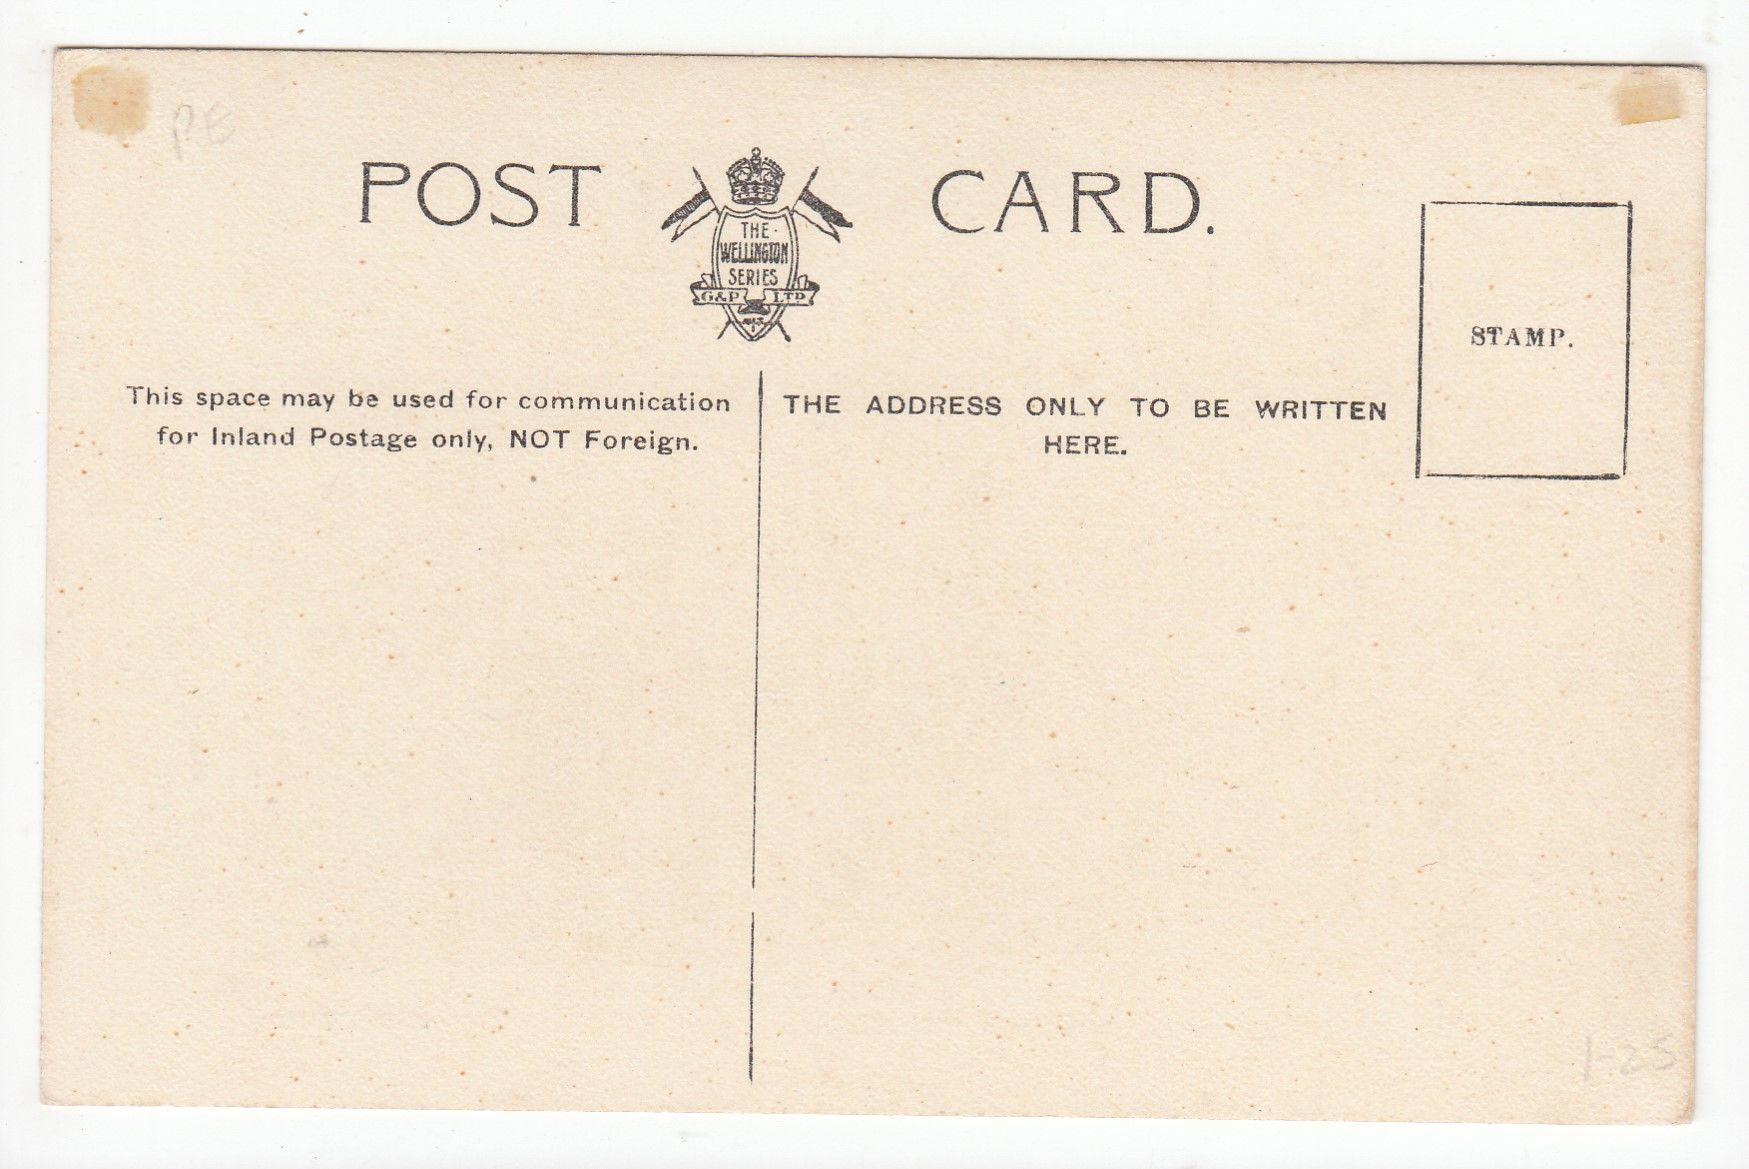 PE
POST CARD.
THE
WELLINGTON
SERIES
G&P LTD
STAMP.
This space may be used for communication
for Inland Postage only, NOT Foreign.
THE ADDRESS ONLY TO BE WRITTEN
HERE.
1-25